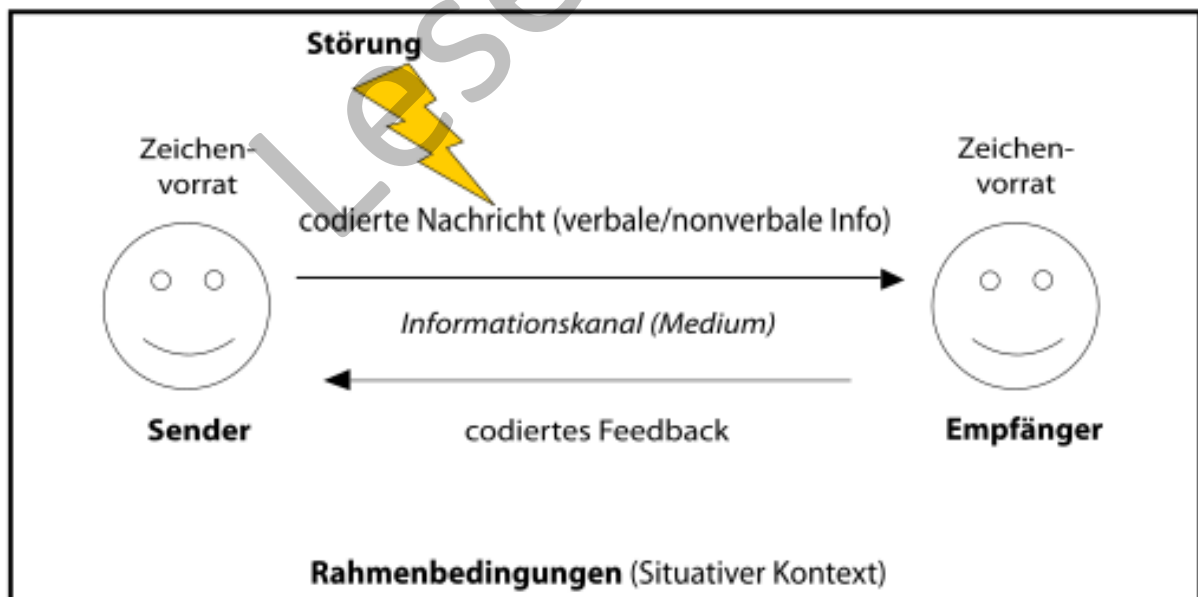 Lese
Störung
Zeichen-
vorrat
Zeichen-
vorrat
codierte Nachricht (verbale/nonverbale Info)
Informationskanal (Medium)
Sender
codiertes Feedback
Empfänger
Rahmenbedingungen (Situativer Kontext)